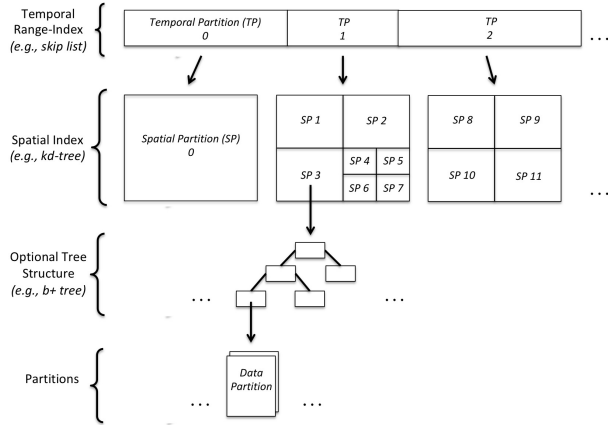 Temporal
Range-Index
(e.g., skip list)
Temporal Partition (TP)
0
TP
1
TP
2
...
Spatial Index
(e.g., kd-tree)
Spatial Partition (SP)
0
SP 1
SP 2
SP 3
SP 4
SP 5
SP 6
SP 7
SP 8
SP 9
SP 10
SP 11
...
Optional Tree
Structure
(e.g., b+ tree)
...
...
Partitions
...
Data
Partition
...